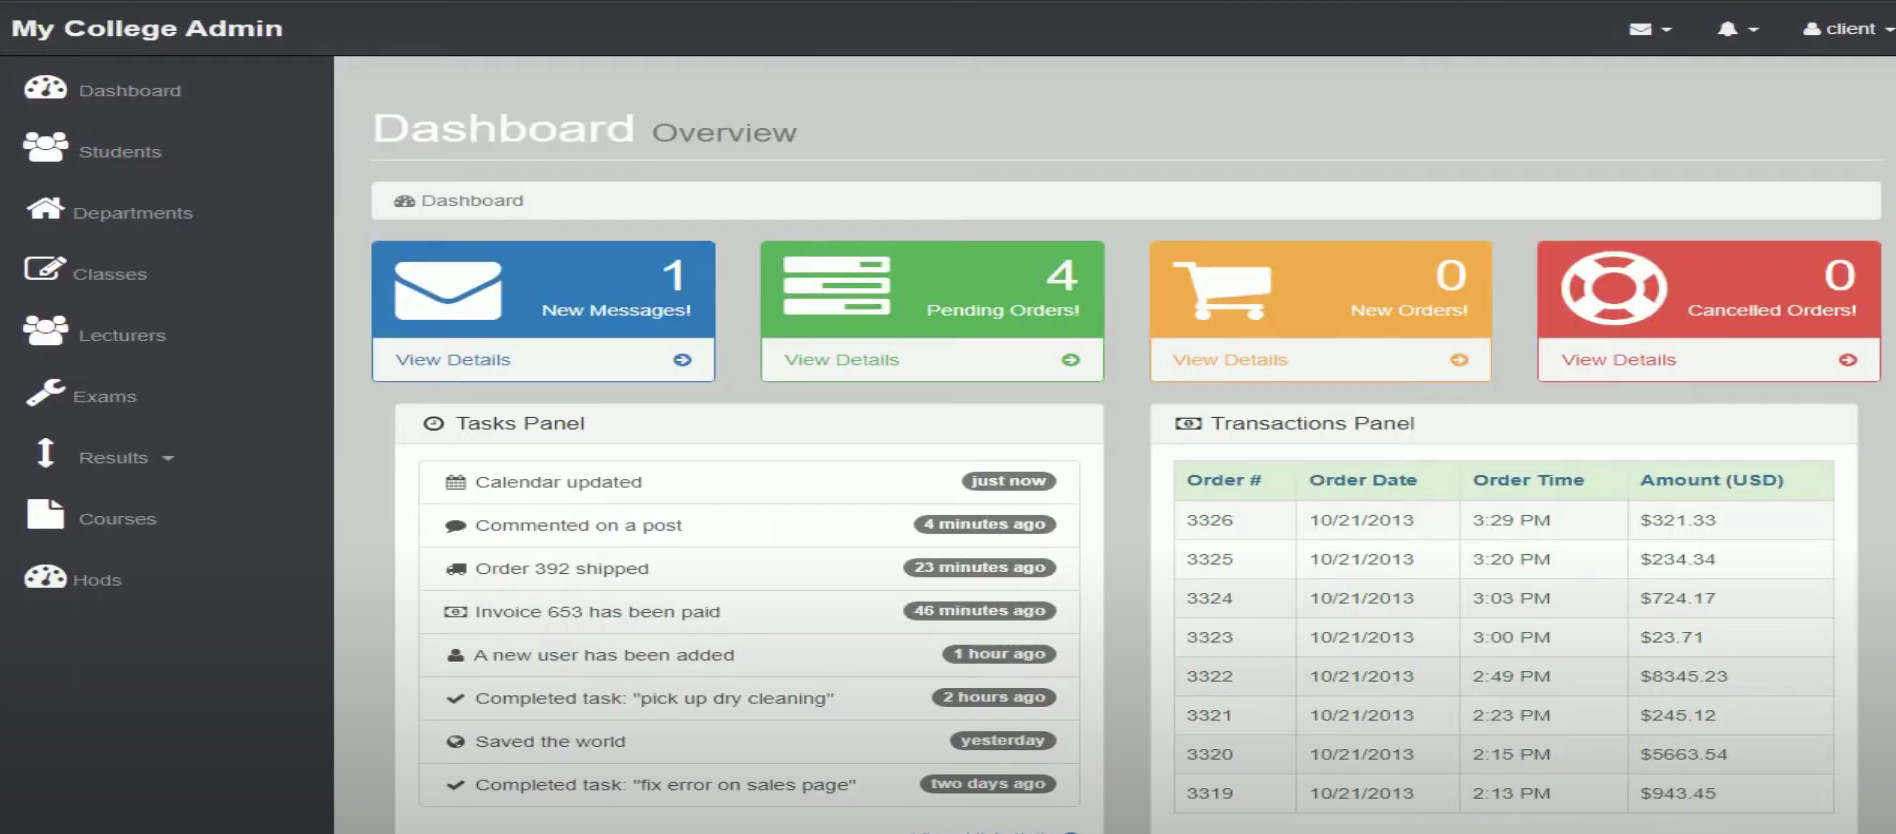 My College Admin
client
Dashboard
Students
Departments
Classes
Lecturers
Exams
Results
Courses
Hods
Dashboard Overview
Dashboard
1
New Messages!
View Details
4
Pending Orders!
View Details
0
New Orders!
View Details
0
Cancelled Orders!
View Details
Tasks Panel
Calendar updated just now
Commented on a post 4 minutes ago
Order 392 shipped 23 minutes ago
Invoice 653 has been paid 46 minutes ago
A new user has been added 1 hour ago
Completed task: "pick up dry cleaning" 2 hours ago
Saved the world yesterday
Completed task: "fix error on sales page" two days ago
Transactions Panel
Order # Order Date Order Time Amount (USD)
3326 10/21/2013 3:29 PM $321.33
3325 10/21/2013 3:20 PM $234.34
3324 10/21/2013 3:03 PM $724.17
3323 10/21/2013 3:00 PM $23.71
3322 10/21/2013 2:49 PM $8345.23
3321 10/21/2013 2:23 PM $245.12
3320 10/21/2013 2:15 PM $5663.54
3319 10/21/2013 2:13 PM $943.45